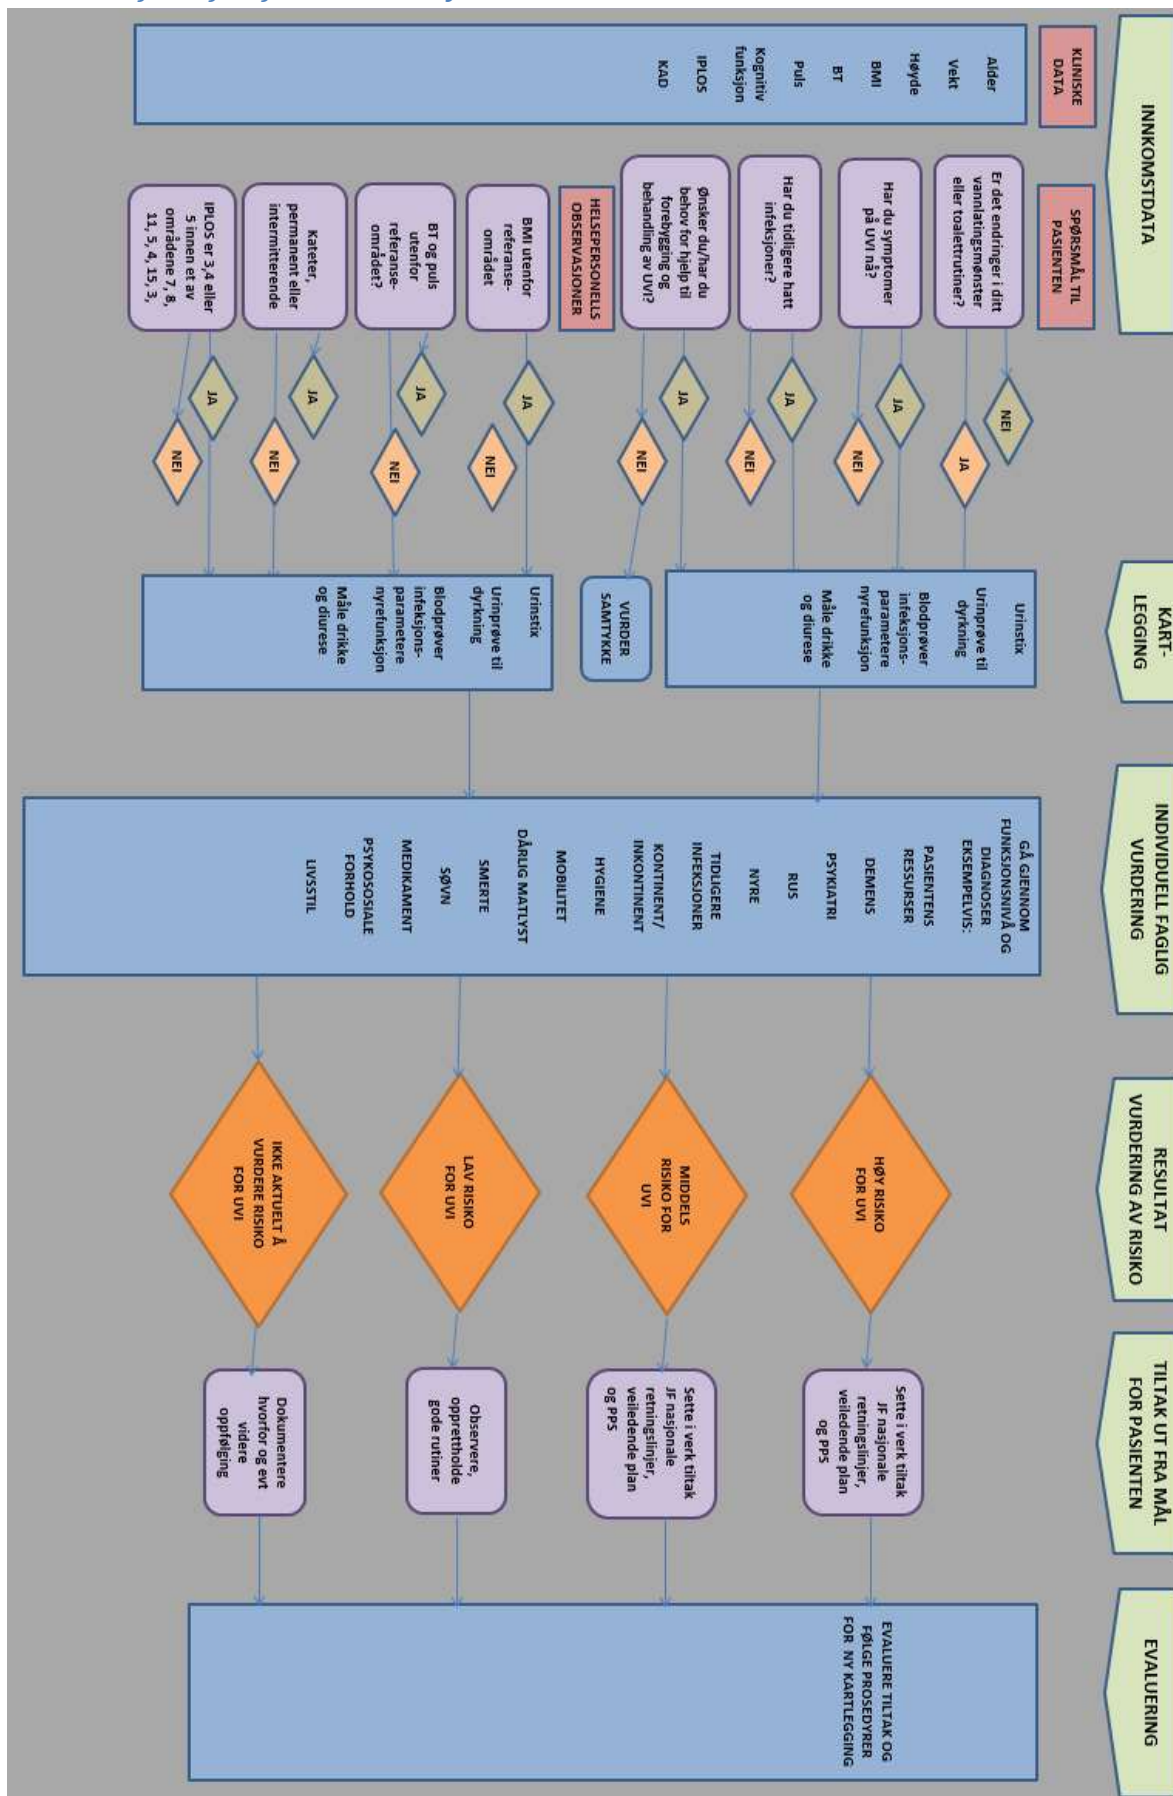 INNKOMSTDATA
KART-
LEGGING
INDIVIDUELL FAGLIG
VURDERING
RESULTAT
VURDERING AV RISIKO
TILTAK UT FRA MÅL
FOR PASIENTEN
EVALUERING
KLINISKE
DATA
Alder
Vekt
Høyde
BMI
BT
Puls
Kognitiv
funksjon
IPLOS
KAD
SPØRSMÅL TIL
PASIENTEN
Er det endringer i ditt
vannlatingsmønster
eller toalettrutiner?
NEI
JA
Har du symptomer
på UVI nå?
JA
NEI
Har du tidligere hatt
infeksjoner?
JA
NEI
Ønsker du/har du
behov for hjelp til
forebygging og
behandling av UVI?
JA
NEI
HELSEPERSONELLS
OBSERVASJONER
BMI utenfor
referanse-
området
JA
NEI
BT og puls
utenfor
referanse-
området?
JA
NEI
Kateter,
permanent eller
intermitterende
JA
NEI
IPLOS er 3,4 eller
5 innen et av
områdene 7, 8,
11, 5, 4, 15, 3,
JA
NEI
Urinstix
Urinprøve til
dyrkning
Blodprøver
infeksjons-
parametere
nyrefunksjon
Måle drikke
og diurese
VURDER
SAMTYKKE
Urinstix
Urinprøve til
dyrkning
Blodprøver
infeksjons-
parametere
nyrefunksjon
Måle drikke
og diurese
GÅ GJENNOM
FUNKSJONSNIVÅ OG
DIAGNOSER
EKSEMPELVIS:
PASIENTENS
RESSURSER
DEMENS
PSYKIATRI
RUS
NYRE
TIDLIGERE
INFEKSJONER
KONTINENT/
INKONTINENT
HYGIENE
MOBILITET
DÅRLIG MATLYST
SMERTE
SØVN
MEDIKAMENT
PSYKOSOSIALE
FORHOLD
LIVSSTIL
HØY RISIKO
FOR UVI
MIDDELS
RISIKO FOR
UVI
LAV RISIKO
FOR UVI
IKKE AKTUELT Å
VURDERE RISIKO
FOR UVI
Sette i verk tiltak
JF nasjonale
retningslinjer,
veiledende plan
og PPS
Sette i verk tiltak
JF nasjonale
retningslinjer,
veiledende plan
og PPS
Observere,
opprettholde
gode rutiner
Dokumentere
hvorfor og evt
videre
oppfølging
EVALUERE TILTAK OG
FØLGE PROSEDYRER
FOR NY KARTLEGGING